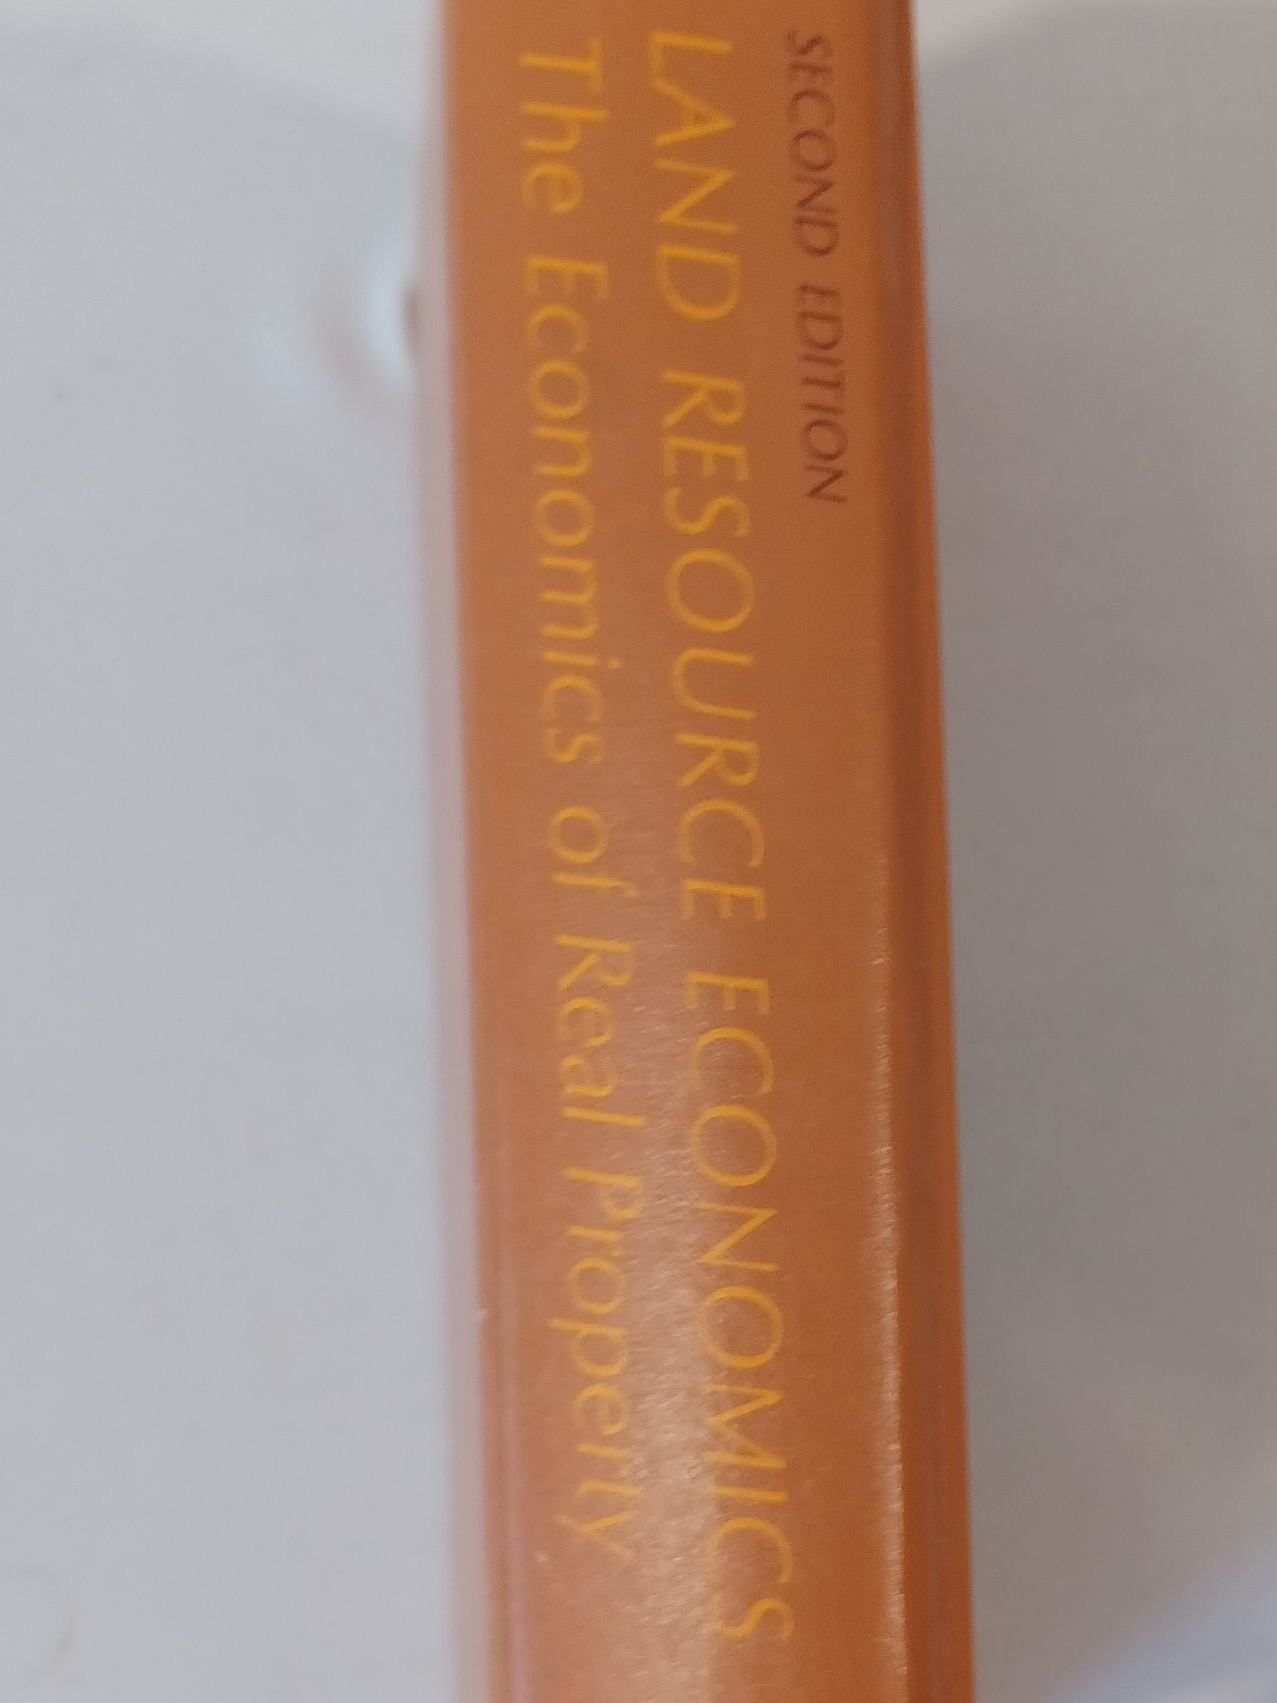 SECOND EDITION
LAND RESOURCE ECONOMICS
The Economics of Real Property